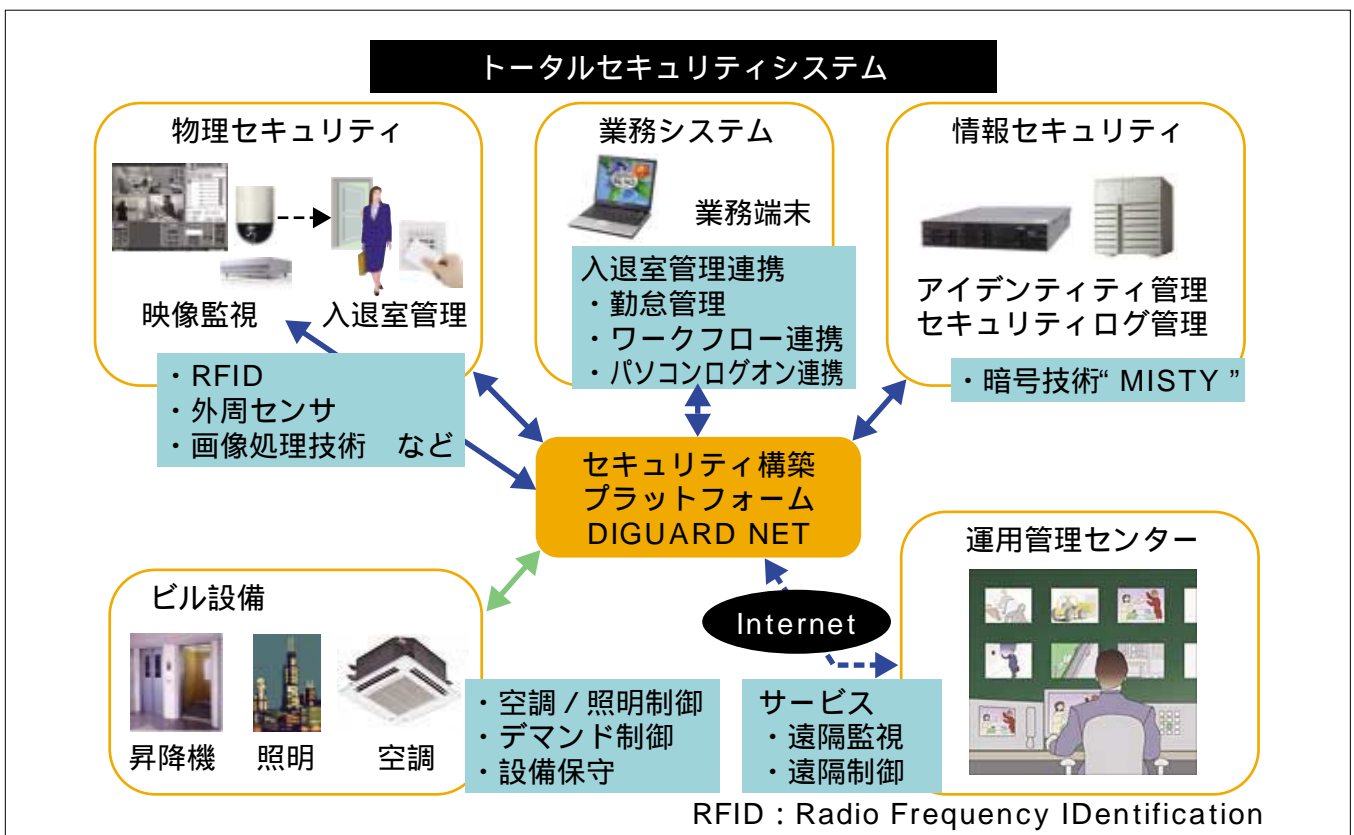 トータルセキュリティシステム
物理セキュリティ
映像監視
入退室管理
・RFID
・外周センサ
・画像処理技術　など
業務システム
業務端末
入退室管理連携
・勤怠管理
・ワークフロー連携
・パソコンログオン連携
情報セキュリティ
アイデンティティ管理
セキュリティログ管理
・暗号技術“ MISTY ”
セキュリティ構築
プラットフォーム
DIGUARD NET
ビル設備
昇降機
照明
空調
・空調 / 照明制御
・デマンド制御
・設備保守
Internet
サービス
・遠隔監視
・遠隔制御
運用管理センター
RFID : Radio Frequency IDentification